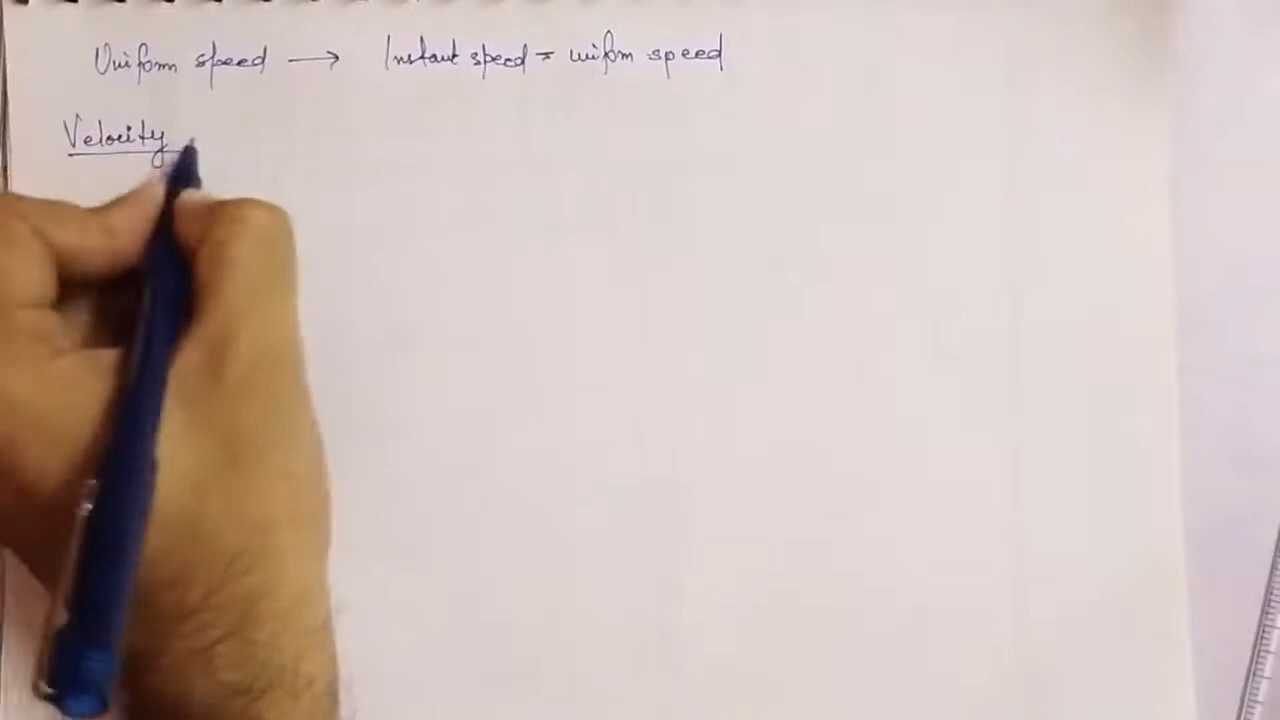 Uniform speed → Instant speed = uniform speed
Velocity